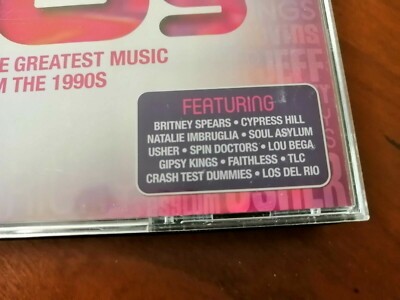 GREATEST MUSIC
THE 1990S
FEATURING
BRITNEY SPEARS • CYPRESS HILL
NATALIE IMBRUGLIA • SOUL ASYLUM
USHER • SPIN DOCTORS • LOU BEGA
GIPSY KINGS • FAITHLESS • TLC
CRASH TEST DUMMIES • LOS DEL RIO
USHER